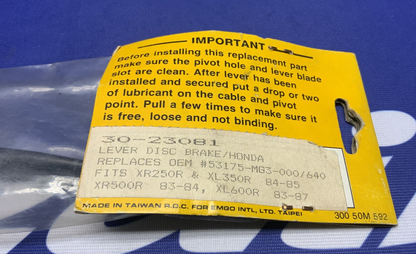 IMPORTANT
Before installing this replacement part
make sure the pivot hole and lever blade
slot are clean. After lever has been
installed and secured put a drop or two
of lubricant on the cable and pivot
point. Pull a few times to make sure it
is free, loose and not binding.
30-23081
LEVER DISC BRAKE/HONDA
REPLACES OEM #53175-MG3-000/640
FITS XR250R & XL350R 84-85
XR500R 83-84, XL600R 83-87
MADE IN TAIWAN R.O.C. FOR EMGO INTL, LTD. TAIPEI
300 50M 592